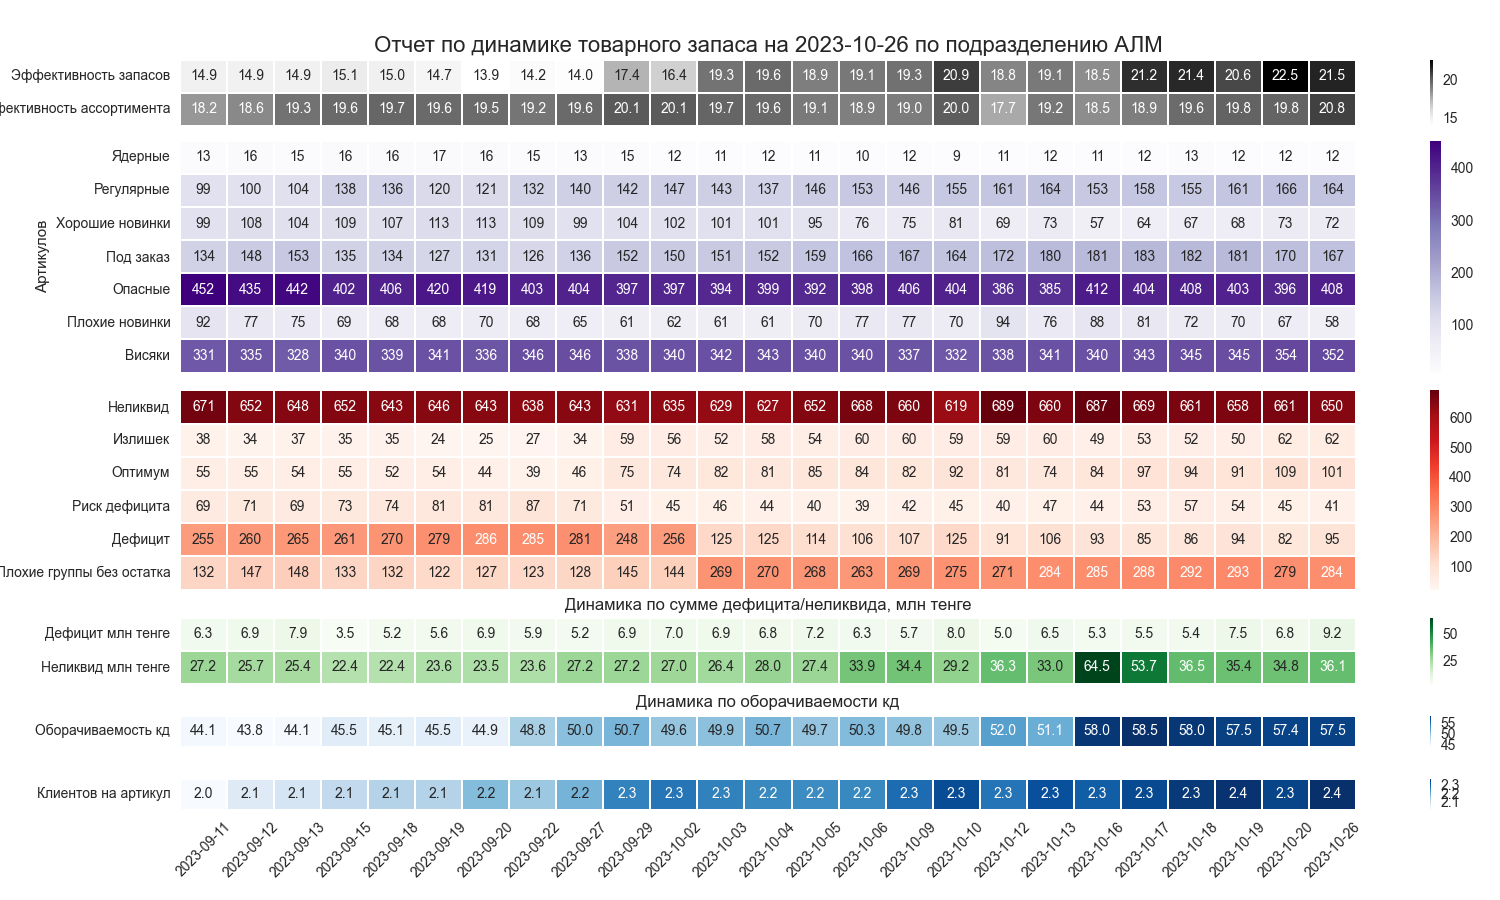 Отчет по динамике товарного запаса на 2023-10-26 по подразделению АЛМ
Эффективность запасов 14.9 14.9 14.9 15.1 15.0 14.7 13.9 14.2 14.0 17.4 16.4 19.3 19.6 18.9 19.1 19.3 20.9 18.8 19.1 18.5 21.2 21.4 20.6 22.5 21.5 20
фективность ассортимента 18.2 18.6 19.3 19.6 19.7 19.6 19.5 19.2 19.6 20.1 20.1 19.7 19.6 19.1 18.9 19.0 20.0 17.7 19.2 18.5 18.9 19.6 19.8 19.8 20.8 15
Артикулов
Ядерные 13 16 15 16 16 17 16 15 13 15 12 11 12 11 10 12 9 11 12 11 12 13 12 12 12 400
Регулярные 99 100 104 138 136 120 121 132 140 142 147 143 137 146 153 146 155 161 164 153 158 155 161 166 164
Хорошие новинки 99 108 104 109 107 113 113 109 99 104 102 101 101 95 76 75 81 69 73 57 64 67 68 73 72 300
Под заказ 134 148 153 135 134 127 131 126 136 152 150 151 152 159 166 167 164 172 180 181 183 182 181 170 167 200
Опасные 452 435 442 402 406 420 419 403 404 397 397 394 399 392 398 406 404 386 385 412 404 408 403 396 408
Плохие новинки 92 77 75 69 68 68 70 68 65 61 62 61 61 70 77 77 70 94 76 88 81 72 70 67 58 100
Висяки 331 335 328 340 339 341 336 346 346 338 340 342 343 340 340 337 332 338 341 340 343 345 345 354 352
Неликвид 671 652 648 652 643 646 643 638 643 631 635 629 627 652 668 660 619 689 660 687 669 661 658 661 650 600
Излишек 38 34 37 35 35 24 25 27 34 59 56 52 58 54 60 60 59 59 60 49 53 52 50 62 62 500
Оптимум 55 55 54 55 52 54 44 39 46 75 74 82 81 85 84 82 92 81 74 84 97 94 91 109 101 400
Риск дефицита 69 71 69 73 74 81 81 87 71 51 45 46 44 40 39 42 45 40 47 44 53 57 54 45 41 300
Дефицит 255 260 265 261 270 279 286 285 281 248 256 125 125 114 106 107 125 91 106 93 85 86 94 82 95 200
Плохие группы без остатка 132 147 148 133 132 122 127 123 128 145 144 269 270 268 263 269 275 271 284 285 288 292 293 279 284 100
Динамика по сумме дефицита/неликвида, млн тенге
Дефицит млн тенге 6.3 6.9 7.9 3.5 5.2 5.6 6.9 5.9 5.2 6.9 7.0 6.9 6.8 7.2 6.3 5.7 8.0 5.0 6.5 5.3 5.5 5.4 7.5 6.8 9.2 50
Неликвид млн тенге 27.2 25.7 25.4 22.4 22.4 23.6 23.5 23.6 27.2 27.2 27.0 26.4 28.0 27.4 33.9 34.4 29.2 36.3 33.0 64.5 53.7 36.5 35.4 34.8 36.1 25
Динамика по оборачиваемости кд
Оборачиваемость кд 44.1 43.8 44.1 45.5 45.1 45.5 44.9 48.8 50.0 50.7 49.6 49.9 50.7 49.7 50.3 49.8 49.5 52.0 51.1 58.0 58.5 58.0 57.5 57.4 57.5 55 50 45
Клиентов на артикул 2.0 2.1 2.1 2.1 2.1 2.1 2.2 2.1 2.2 2.3 2.3 2.3 2.2 2.2 2.2 2.3 2.3 2.3 2.3 2.3 2.3 2.3 2.4 2.3 2.4 2.3 2.2 2.1
2023-09-11 2023-09-12 2023-09-13 2023-09-15 2023-09-18 2023-09-19 2023-09-20 2023-09-22 2023-09-27 2023-09-29 2023-10-02 2023-10-03 2023-10-04 2023-10-05 2023-10-06 2023-10-09 2023-10-10 2023-10-12 2023-10-13 2023-10-16 2023-10-17 2023-10-18 2023-10-19 2023-10-20 2023-10-26